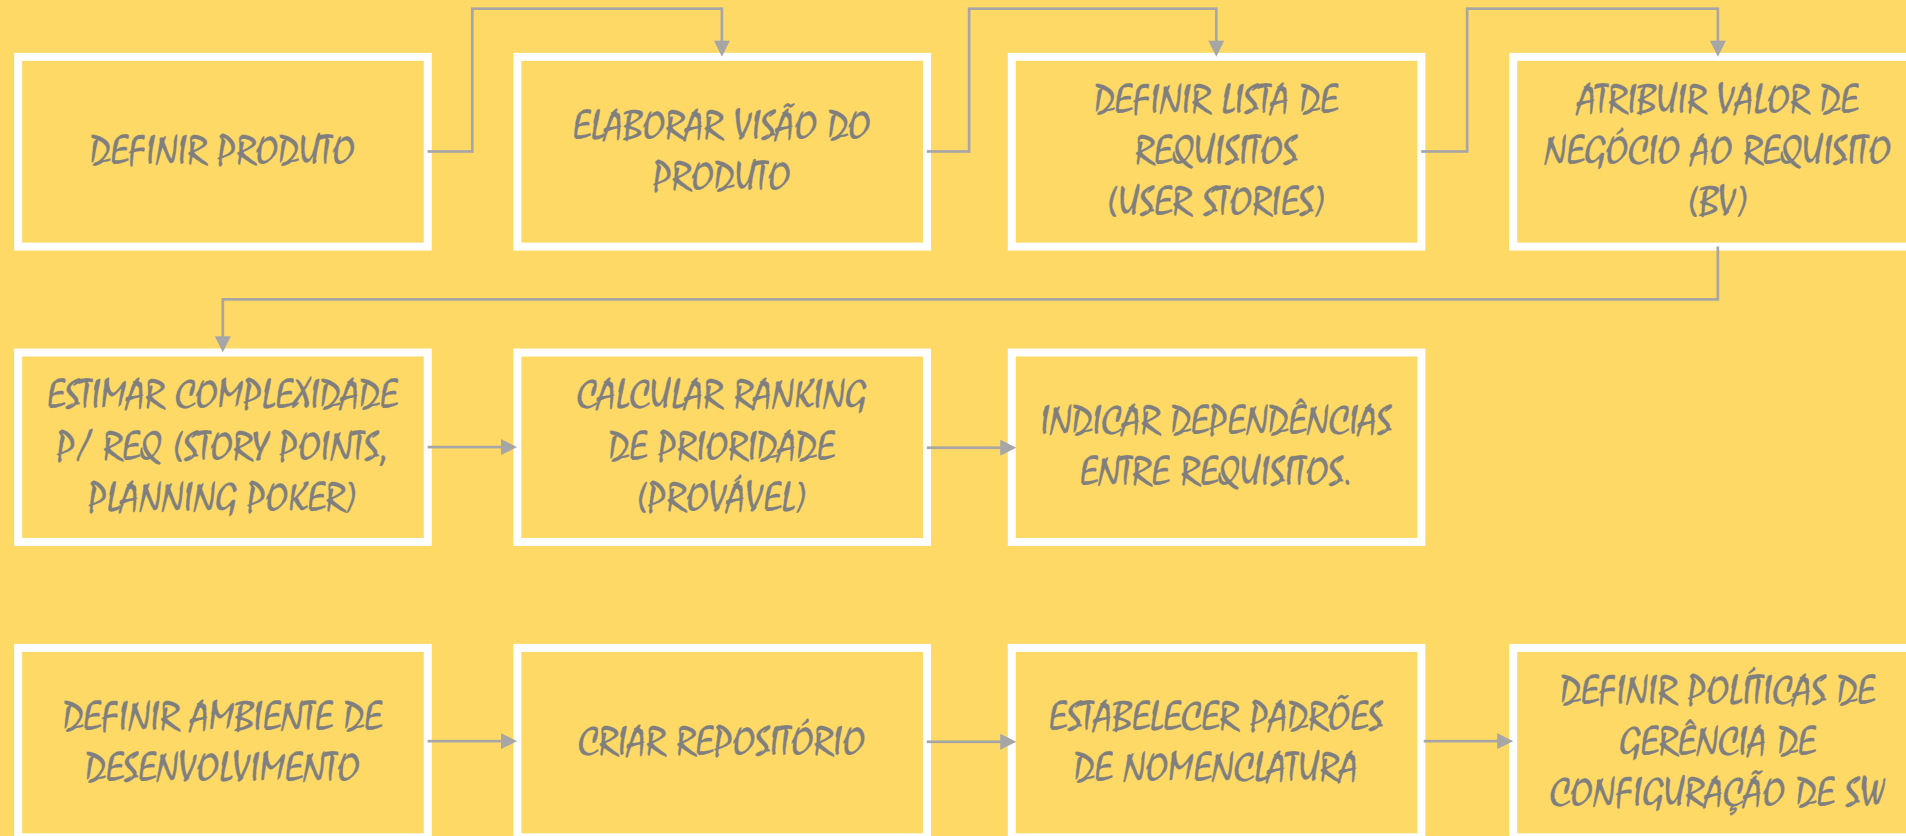 DEFINIR PRODUTO
ELABORAR VISÃO DO
PRODUTO
DEFINIR LISTA DE
REQUISITOS
(USER STORIES)
ATRIBUIR VALOR DE
NEGÓCIO AO REQUISITO
(BV)
ESTIMAR COMPLEXIDADE
P/ REQ (STORY POINTS,
PLANNING POKER)
CALCULAR RANKING
DE PRIORIDADE
(PROVÁVEL)
INDICAR DEPENDÊNCIAS
ENTRE REQUISITOS.
DEFINIR AMBIENTE DE
DESENVOLVIMENTO
CRIAR REPOSITÓRIO
ESTABELECER PADRÕES
DE NOMENCLATURA
DEFINIR POLÍTICAS DE
GERÊNCIA DE
CONFIGURAÇÃO DE SW